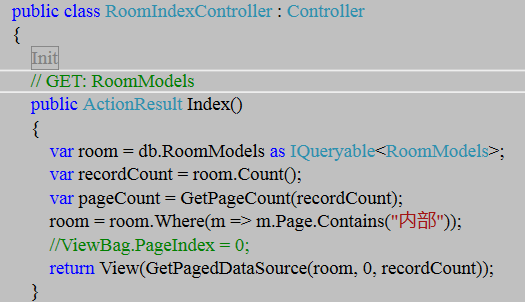 public class RoomIndexController : Controller
{
Init
// GET: RoomModels
public ActionResult Index()
{
var room = db.RoomModels as IQueryable<RoomModels>;
var recordCount = room.Count();
var pageCount = GetPageCount(recordCount);
room = room.Where(m => m.Page.Contains("内部"));
//ViewBag.PageIndex = 0;
return View(GetPagedDataSource(room, 0, recordCount));
}